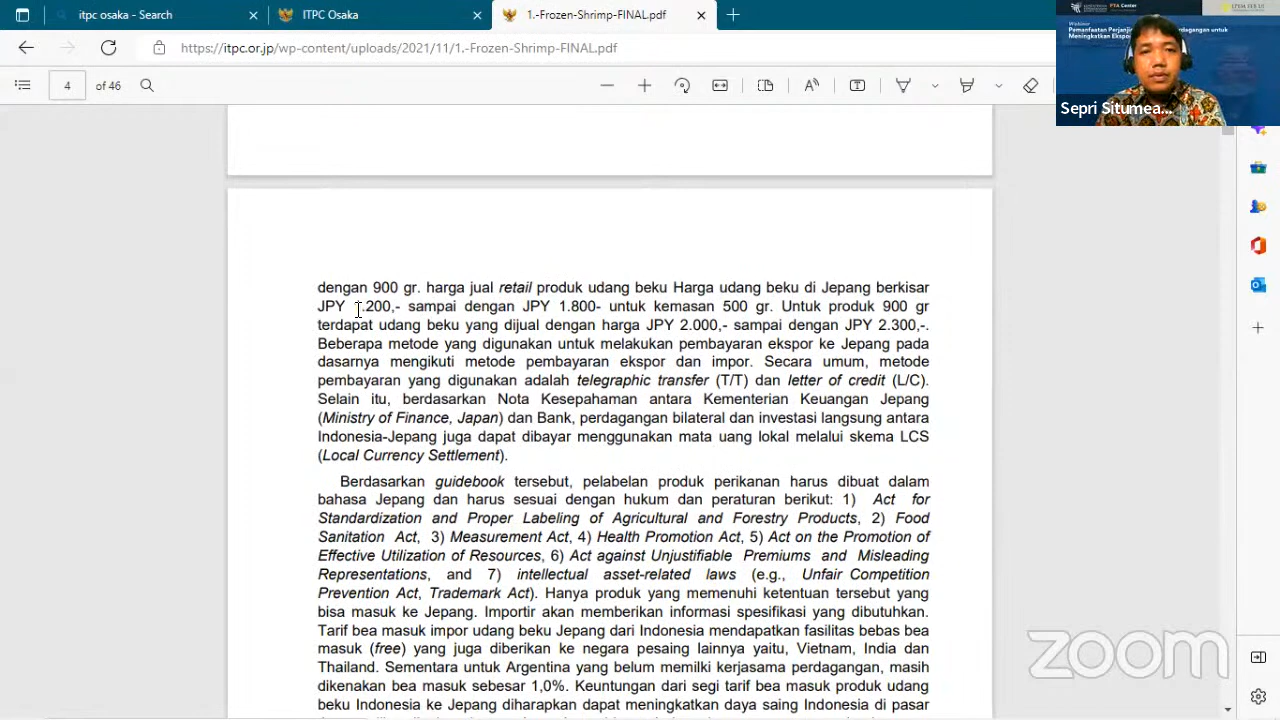 itpc osaka - Search
ITPC Osaka
1.-Frozen-Shrimp-FINAL.pdf
https://itpc.or.jp/wp-content/uploads/2021/11/1.-Frozen-Shrimp-FINAL.pdf
4 of 46
FTA Center
LPEM FEB UI
Webinar
Pemanfaatan dagangan untuk
Meningkatkan
Sepri Situmea...
dengan 900 gr. harga jual retail produk udang beku Harga udang beku di Jepang berkisar
JPY .200,- sampai dengan JPY 1.800- untuk kemasan 500 gr. Untuk produk 900 gr
terdapat udang beku yang dijual dengan harga JPY 2.000,- sampai dengan JPY 2.300,-.
Beberapa metode yang digunakan untuk melakukan pembayaran ekspor ke Jepang pada
dasarnya mengikuti metode pembayaran ekspor dan impor. Secara umum, metode
pembayaran yang digunakan adalah telegraphic transfer (T/T) dan letter of credit (L/C).
Selain itu, berdasarkan Nota Kesepahaman antara Kementerian Keuangan Jepang
(Ministry of Finance, Japan) dan Bank, perdagangan bilateral dan investasi langsung antara
Indonesia-Jepang juga dapat dibayar menggunakan mata uang lokal melalui skema LCS
(Local Currency Settlement).
Berdasarkan guidebook tersebut, pelabelan produk perikanan harus dibuat dalam
bahasa Jepang dan harus sesuai dengan hukum dan peraturan berikut: 1) Act for
Standardization and Proper Labeling of Agricultural and Forestry Products, 2) Food
Sanitation Act, 3) Measurement Act, 4) Health Promotion Act, 5) Act on the Promotion of
Effective Utilization of Resources, 6) Act against Unjustifiable Premiums and Misleading
Representations, and 7) intellectual asset-related laws (e.g., Unfair Competition
Prevention Act, Trademark Act). Hanya produk yang memenuhi ketentuan tersebut yang
bisa masuk ke Jepang. Importir akan memberikan informasi spesifikasi yang dibutuhkan.
Tarif bea masuk impor udang beku Jepang dari Indonesia mendapatkan fasilitas bebas bea
masuk (free) yang juga diberikan ke negara pesaing lainnya yaitu, Vietnam, India dan
Thailand. Sementara untuk Argentina yang belum memilki kerjasama perdagangan, masih
dikenakan bea masuk sebesar 1,0%. Keuntungan dari segi tarif bea masuk produk udang
beku Indonesia ke Jepang diharapkan dapat meningkatkan daya saing Indonesia di pasar
zoom